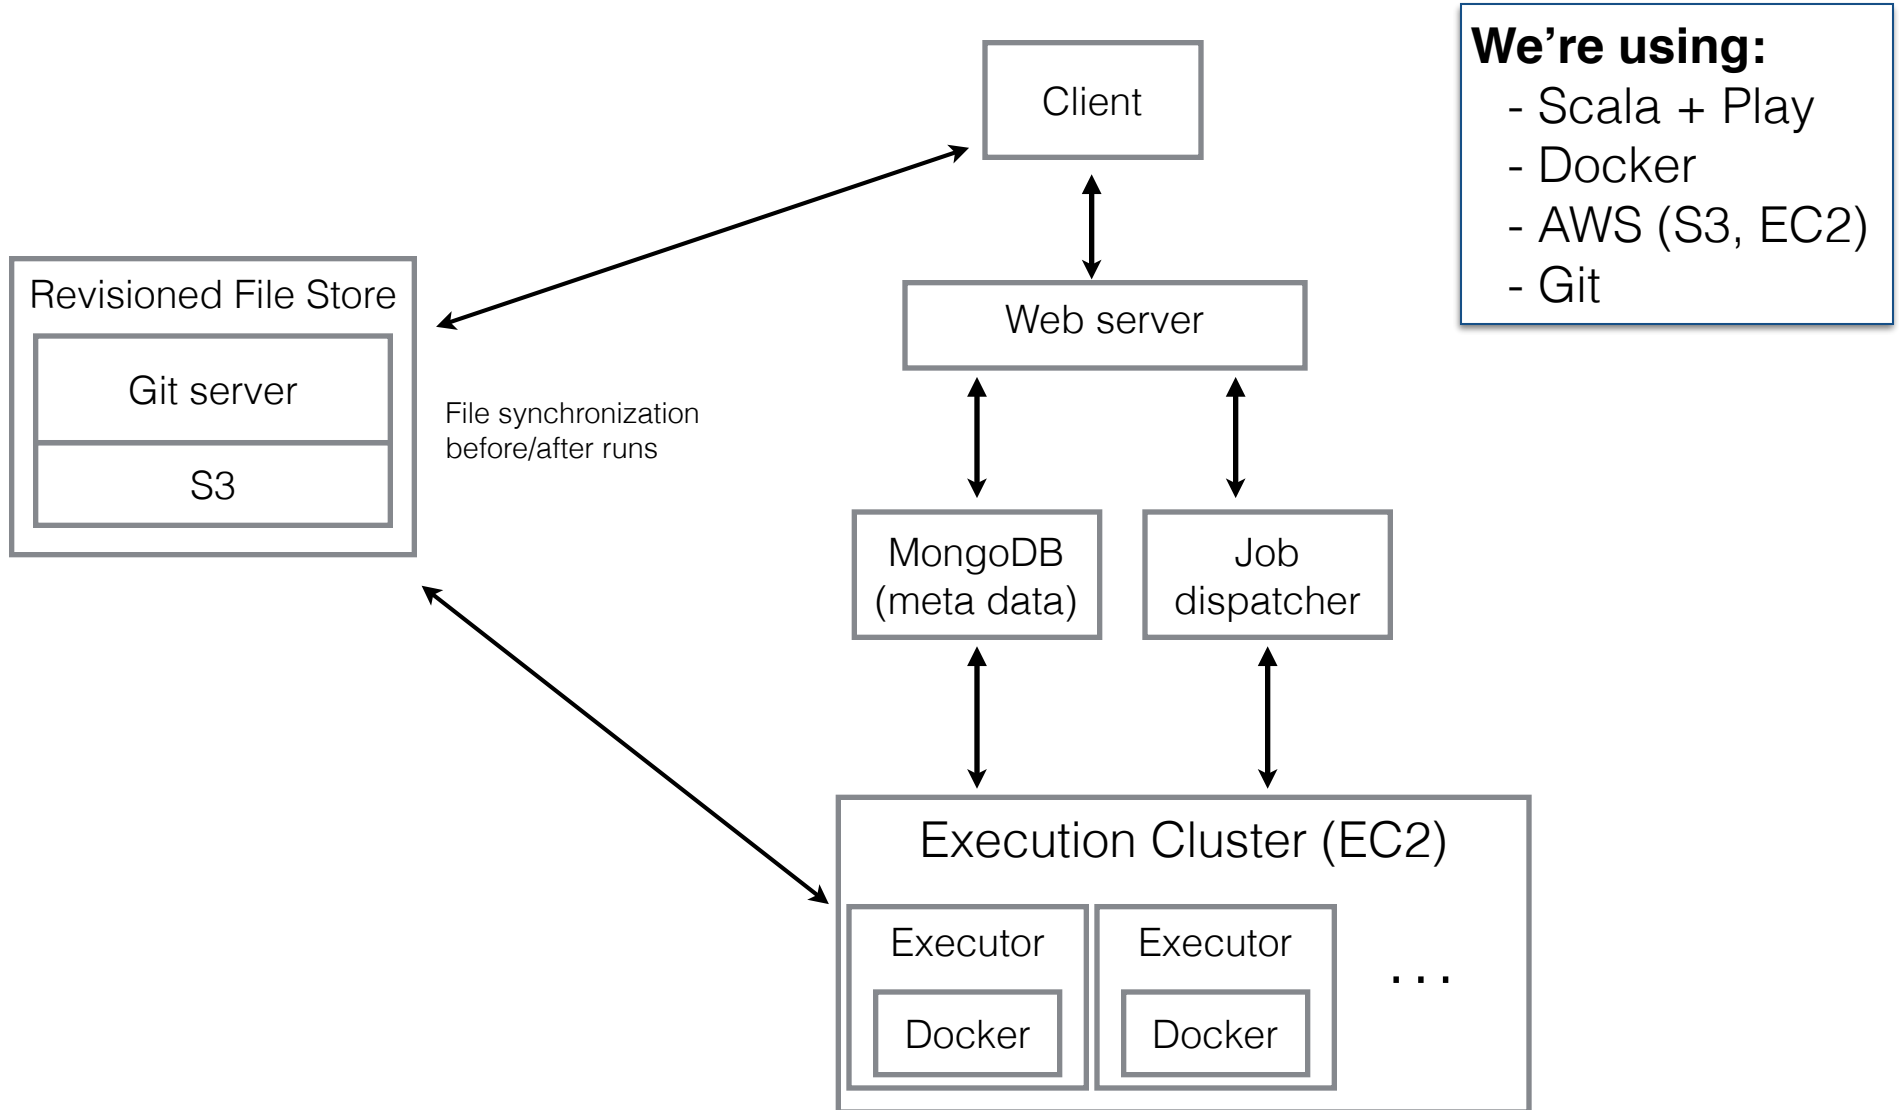 Client
We’re using:
- Scala + Play
- Docker
- AWS (S3, EC2)
- Git
Revisioned File Store
Git server
S3
File synchronization
before/after runs
Web server
MongoDB
(meta data)
Job
dispatcher
Execution Cluster (EC2)
Executor
Docker
Executor
Docker
. . .